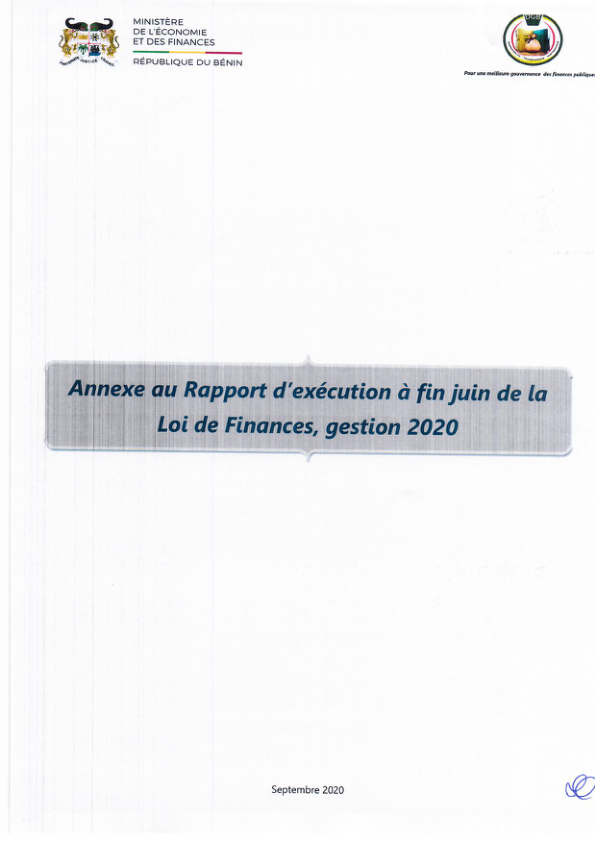 MINISTÈRE
DE L'ÉCONOMIE
ET DES FINANCES
RÉPUBLIQUE DU BÉNIN
Pour une meilleure gouvernance des finances publiques
Annexe au Rapport d'exécution à fin juin de la
Loi de Finances, gestion 2020
Septembre 2020